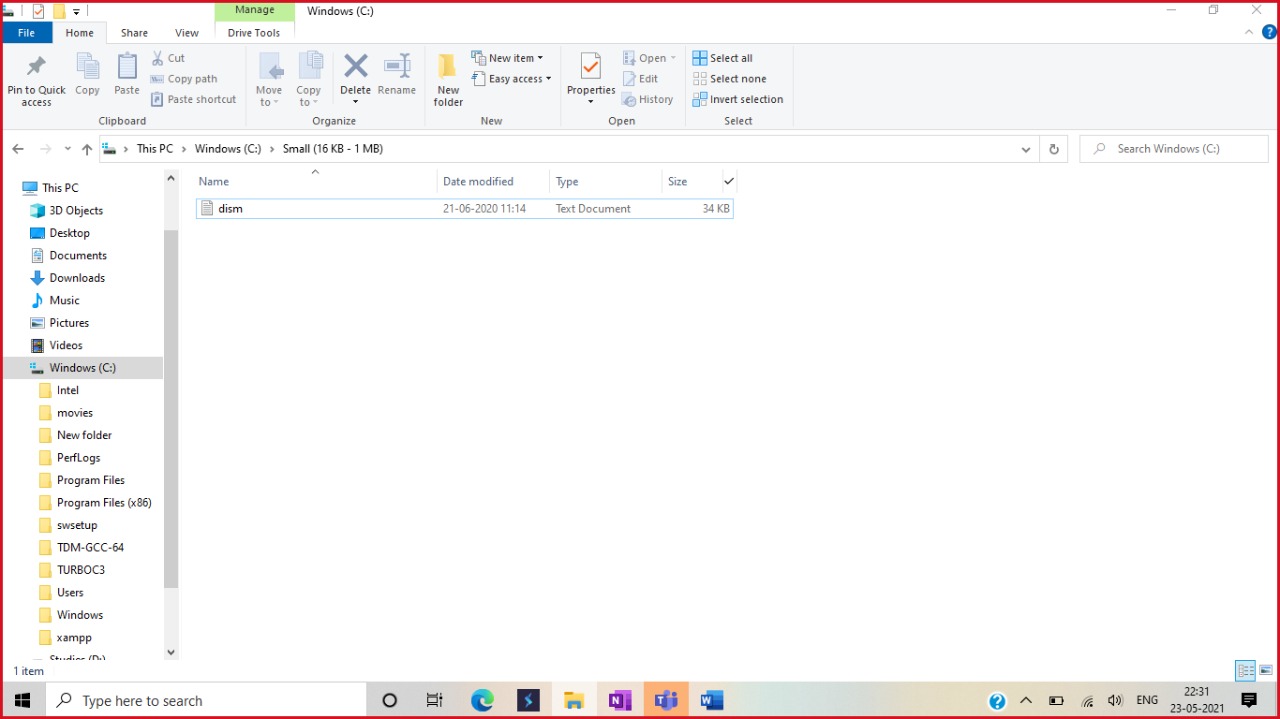 Manage
Windows (C:)
File
Home
Share
View
Drive Tools
Pin to Quick access
Copy
Paste
Cut
Copy path
Paste shortcut
Clipboard
Move to
Copy to
Delete
Rename
Organize
New folder
New item
Easy access
New
Properties
Open
Edit
History
Open
Select all
Select none
Invert selection
Select
This PC › Windows (C:) › Small (16 KB - 1 MB)
Search Windows (C:)
Name
Date modified
Type
Size
dism
21-06-2020 11:14
Text Document
34 KB
This PC
3D Objects
Desktop
Documents
Downloads
Music
Pictures
Videos
Windows (C:)
Intel
movies
New folder
PerfLogs
Program Files
Program Files (x86)
swsetup
TDM-GCC-64
TURBOC3
Users
Windows
xampp
Studies (D:)
1 item
Type here to search
ENG
22:31
23-05-2021